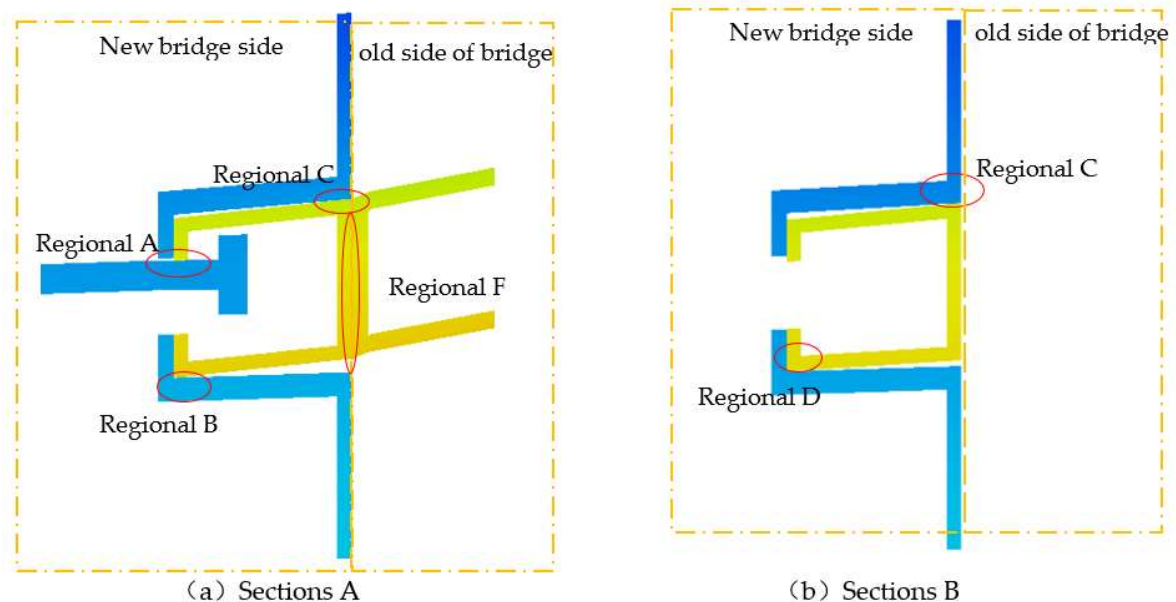 New bridge side
old side of bridge
Regional C
Regional A
Regional F
Regional B
（a）Sections A
New bridge side
old side of bridge
Regional C
Regional D
（b）Sections B